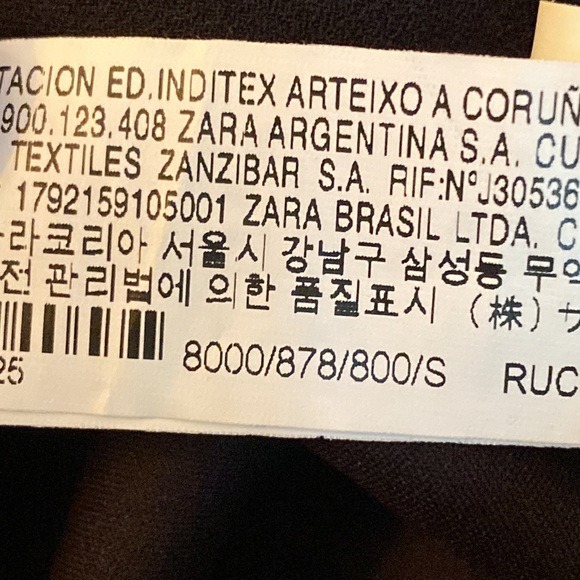 TACION ED.INDITEX ARTEIXO A CORUÑ
900.123.408 ZARA ARGENTINA S.A. CU
TEXTILES ZANZIBAR S.A. RIF:NºJ30536
1792159105001 ZARA BRASIL LTDA. C
라코리아 서울시 강남구 삼성동 무역
전 관리법에 의한 품질표시 (株) サ
25
8000/878/800/S RUC